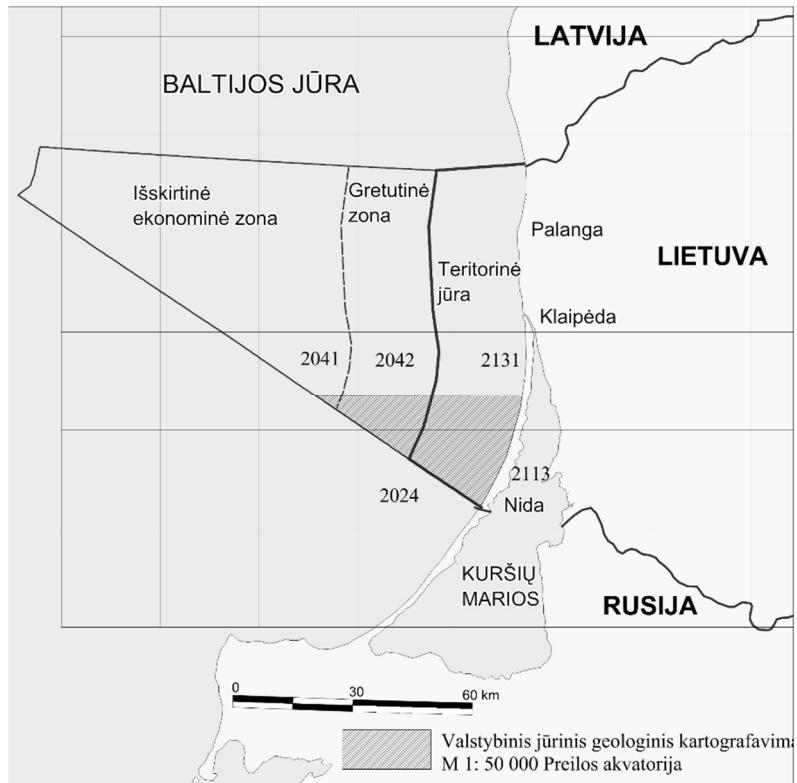 LATVIJA
BALTIJOS JŪRA
Išskirtinė
ekonominė zona
Gretutinė
zona
Palanga
LIETUVA
Teritorinė
jūra
Klaipėda
2041
2042
2131
2113
2024
Nida
KURŠIŲ
MARIOS
RUSIJA
0 30 60 km
Valstybinis jūrinis geologinis kartografavim
M 1: 50 000 Preilos akvatorija